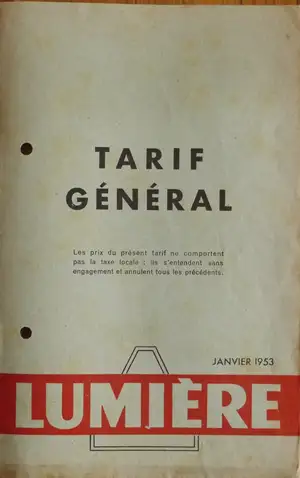 TARIF
GÉNÉRAL
Les prix du présent tarif ne comportent
pas la taxe locale ; ils s'entendent sans
engagement et annulent tous les précédents.
JANVIER 1953
LUMIÈRE